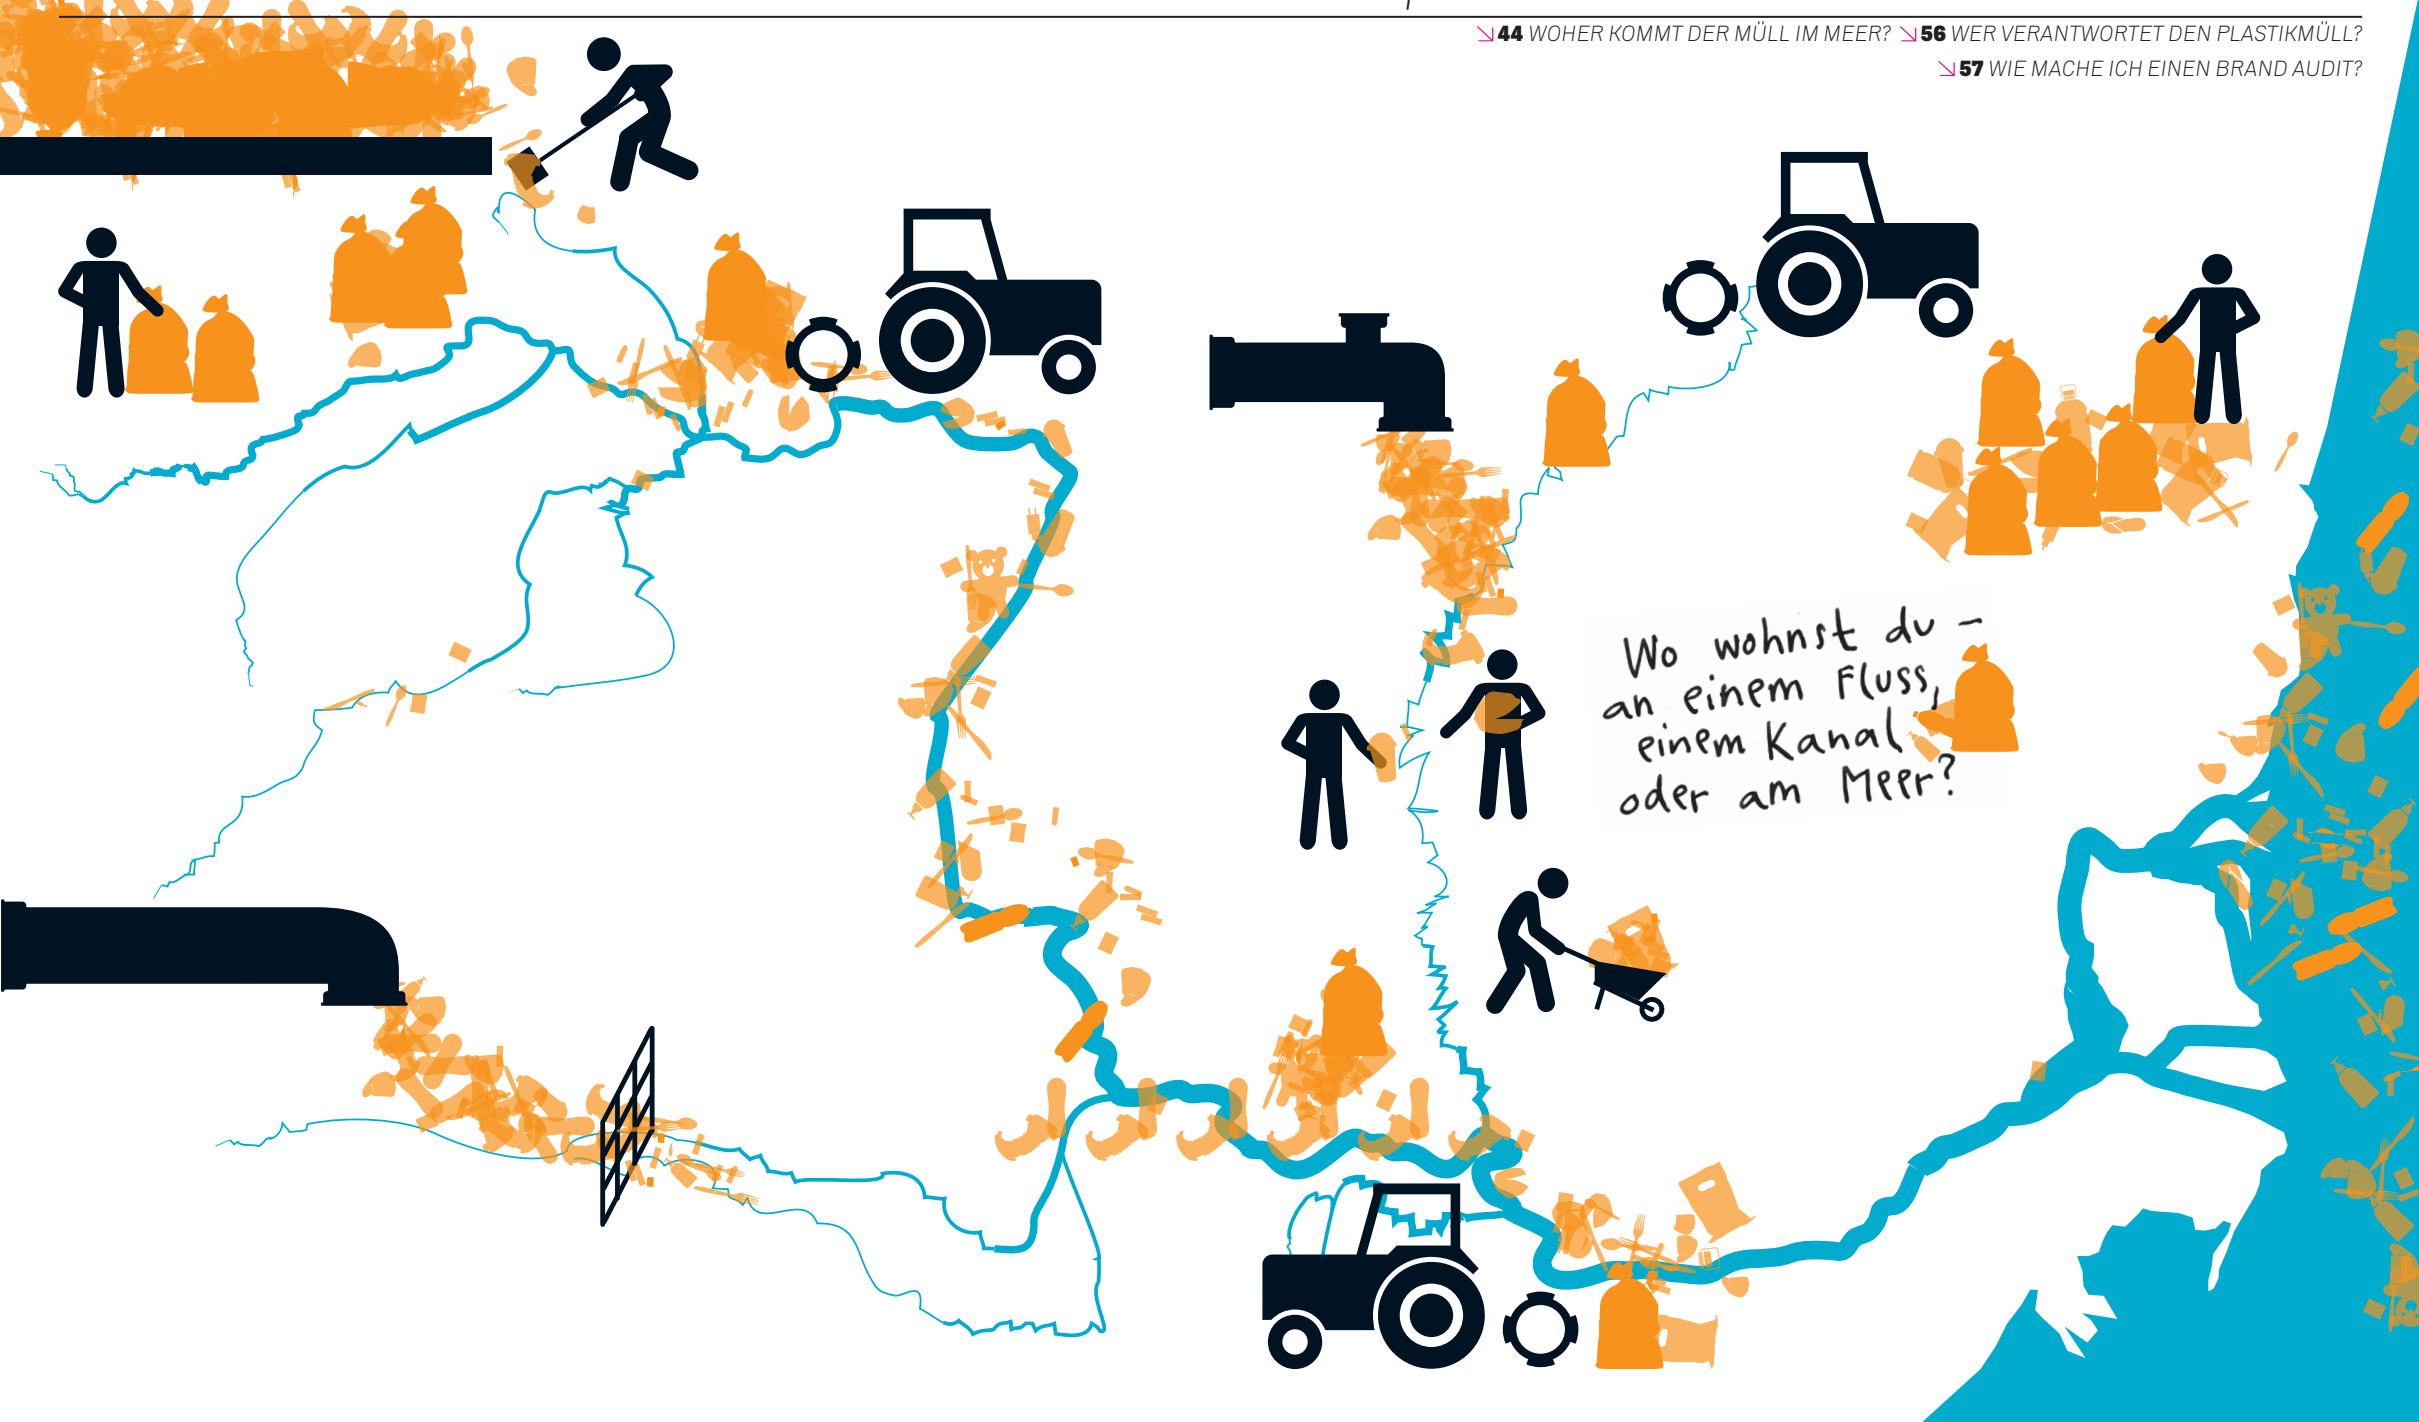 ↘ 44 WOHER KOMMT DER MÜLL IM MEER? ↘ 56 WER VERANTWORTET DEN PLASTIKMÜLL?
↘ 57 WIE MACHE ICH EINEN BRAND AUDIT?
Wo wohnst du –
an einem Fluss,
einem Kanal
oder am Meer?